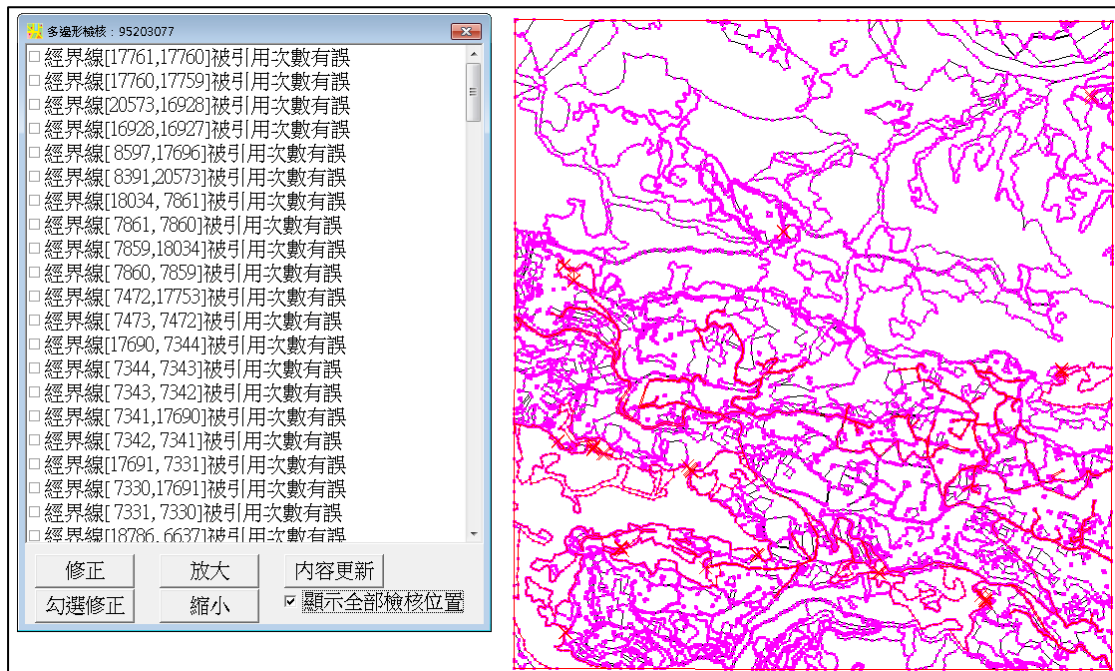 多邊形檢核：95203077
經界線[17761,17760]被引用次數有誤
經界線[17760,17759]被引用次數有誤
經界線[20573,16928]被引用次數有誤
經界線[16928,16927]被引用次數有誤
經界線[ 8597,17696]被引用次數有誤
經界線[ 8391,20573]被引用次數有誤
經界線[18034, 7861]被引用次數有誤
經界線[ 7861, 7860]被引用次數有誤
經界線[ 7859,18034]被引用次數有誤
經界線[ 7860, 7859]被引用次數有誤
經界線[ 7472,17753]被引用次數有誤
經界線[ 7473, 7472]被引用次數有誤
經界線[17690, 7344]被引用次數有誤
經界線[ 7344, 7343]被引用次數有誤
經界線[ 7343, 7342]被引用次數有誤
經界線[ 7341,17690]被引用次數有誤
經界線[ 7342, 7341]被引用次數有誤
經界線[17691, 7331]被引用次數有誤
經界線[ 7330,17691]被引用次數有誤
經界線[ 7331, 7330]被引用次數有誤
經界線[18786, 6637]被引用次數有誤
修正 放大 內容更新
勾選修正 縮小 顯示全部檢核位置